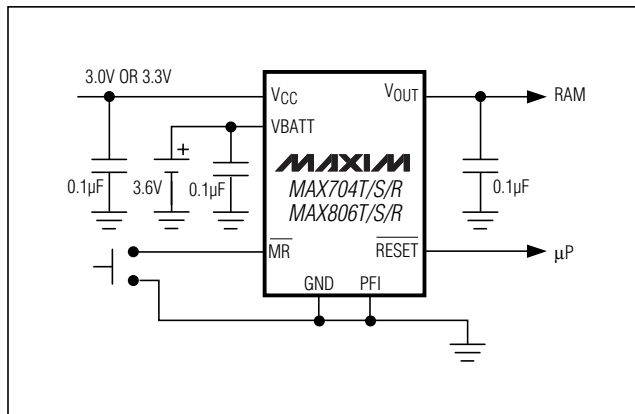 3.0V OR 3.3V
VCC
VOUT
RAM
VBATT
+
MAXIM
0.1µF
3.6V
0.1µF
MAX704T/S/R
MAX806T/S/R
0.1µF
MR
RESET
µP
GND
PFI